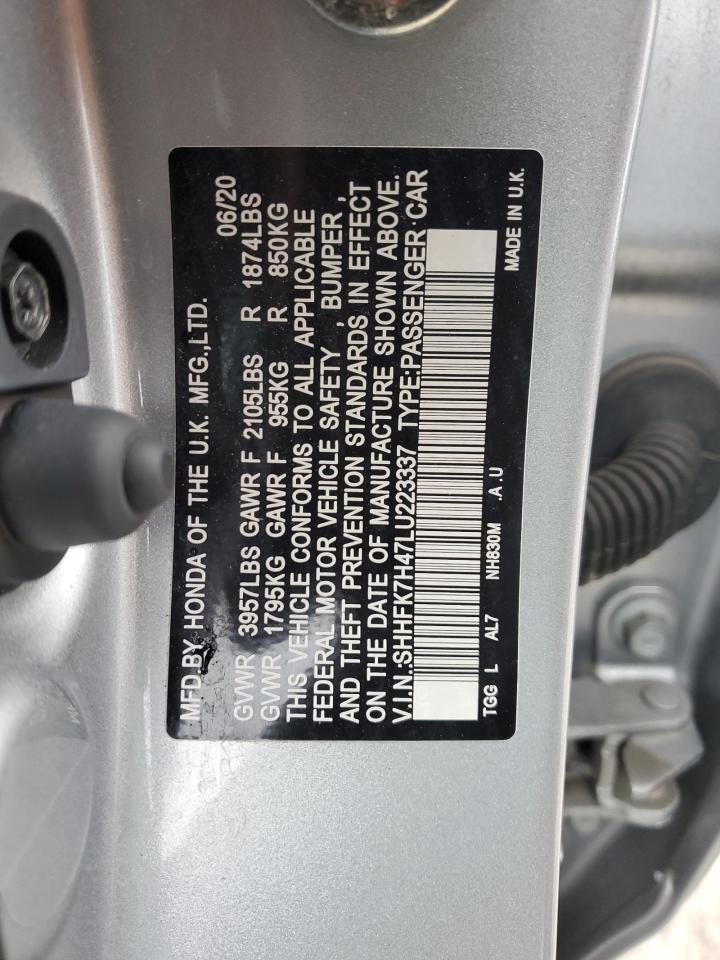 MFD.BY HONDA OF THE U.K. MFG.,LTD. 06/20
GVWR 3957LBS GAWR F 2105LBS R 1874LBS
GVWR 1795KG GAWR F 955KG R 850KG
THIS VEHICLE CONFORMS TO ALL APPLICABLE
FEDERAL MOTOR VEHICLE SAFETY , BUMPER ,
AND THEFT PREVENTION STANDARDS IN EFFECT
ON THE DATE OF MANUFACTURE SHOWN ABOVE.
V.I.N.:SHHFK7H47LU223337 TYPE:PASSENGER CAR
TGG L AL7 NH830M .A.U MADE IN U.K.